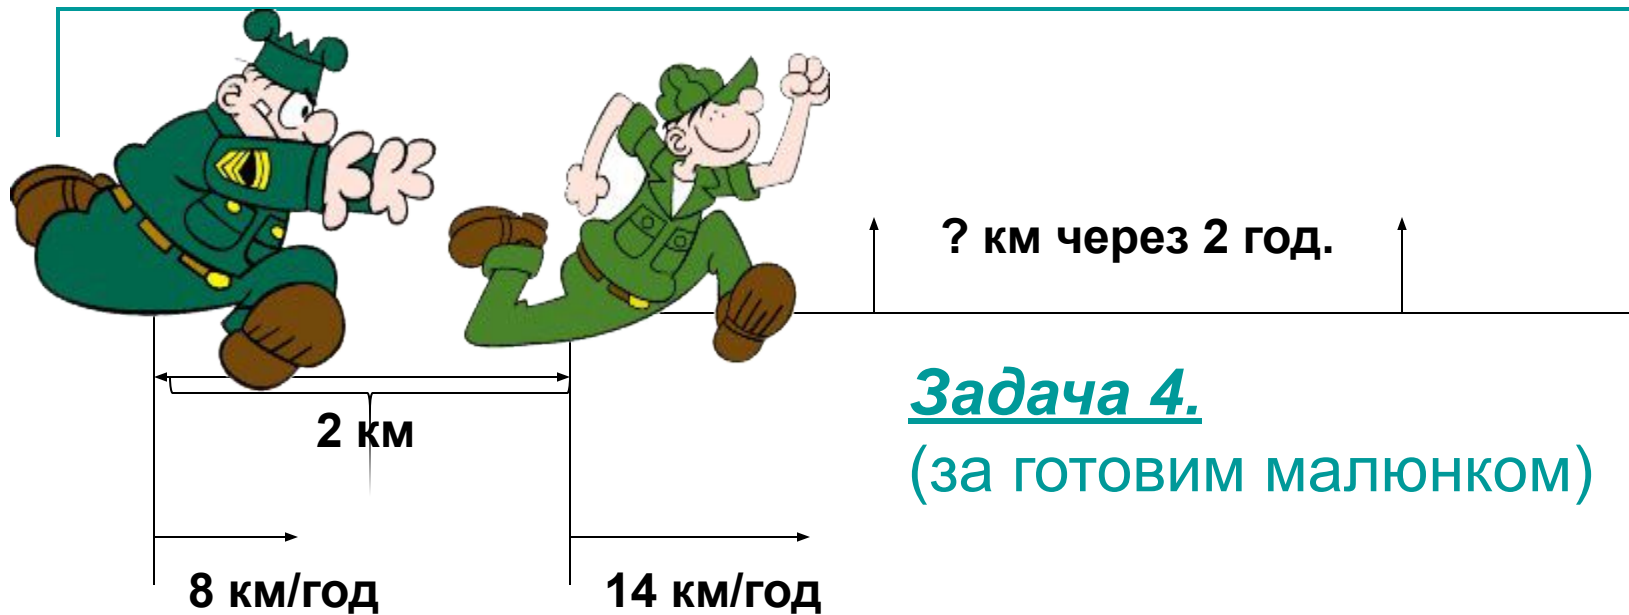 ? км через 2 год.
Задача 4.
(за готовим малюнком)
2 км
8 км/год
14 км/год